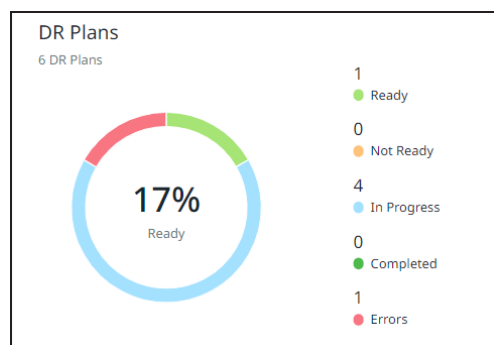 DR Plans
6 DR Plans
17%
Ready
1
Ready
0
Not Ready
4
In Progress
0
Completed
1
Errors